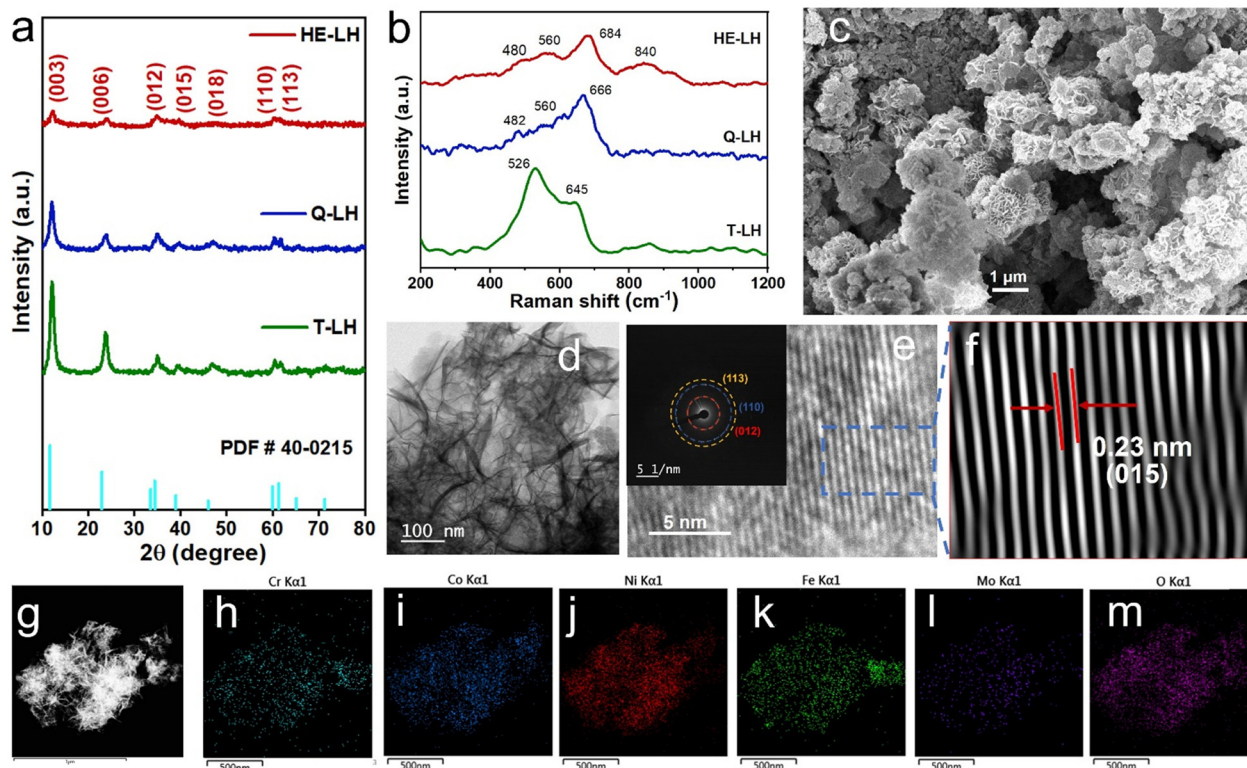 a
HE-LH
(003)
(006)
(012)
(015)
(018)
(110)
(113)
Q-LH
T-LH
PDF # 40-0215
Intensity (a.u.)
10 20 30 40 50 60 70 80
2θ (degree)
b
HE-LH
480
560
684
840
Q-LH
482
560
666
T-LH
526
645
Intensity (a.u.)
200 400 600 800 1000 1200
Raman shift (cm⁻¹)
c
1 μm
d
100 nm
e
(113)
(110)
(012)
5 1/nm
5 nm
f
0.23 nm
(015)
g
1μm
Cr Kα1
h
500nm
3
Co Kα1
i
500nm
Ni Kα1
j
500nm
Fe Kα1
k
500nm
Mo Kα1
l
500nm
O Kα1
m
500nm